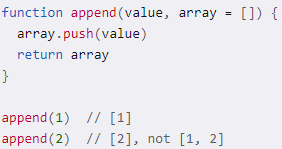 function append(value, array = []) {
  array.push(value)
  return array
}

append(1)  // [1]
append(2)  // [2], not [1, 2]